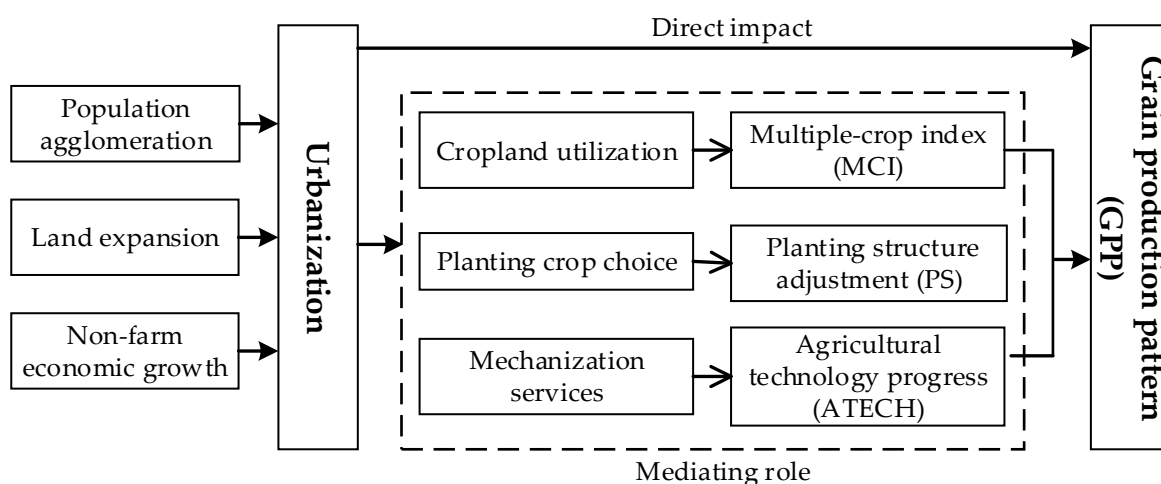 Direct impact
Population
agglomeration
Land expansion
Non-farm
economic growth
Urbanization
Cropland utilization
Multiple-crop index
(MCI)
Planting crop choice
Planting structure
adjustment (PS)
Mechanization
services
Agricultural
technology progress
(ATECH)
Mediating role
Grain production pattern
(GPP)